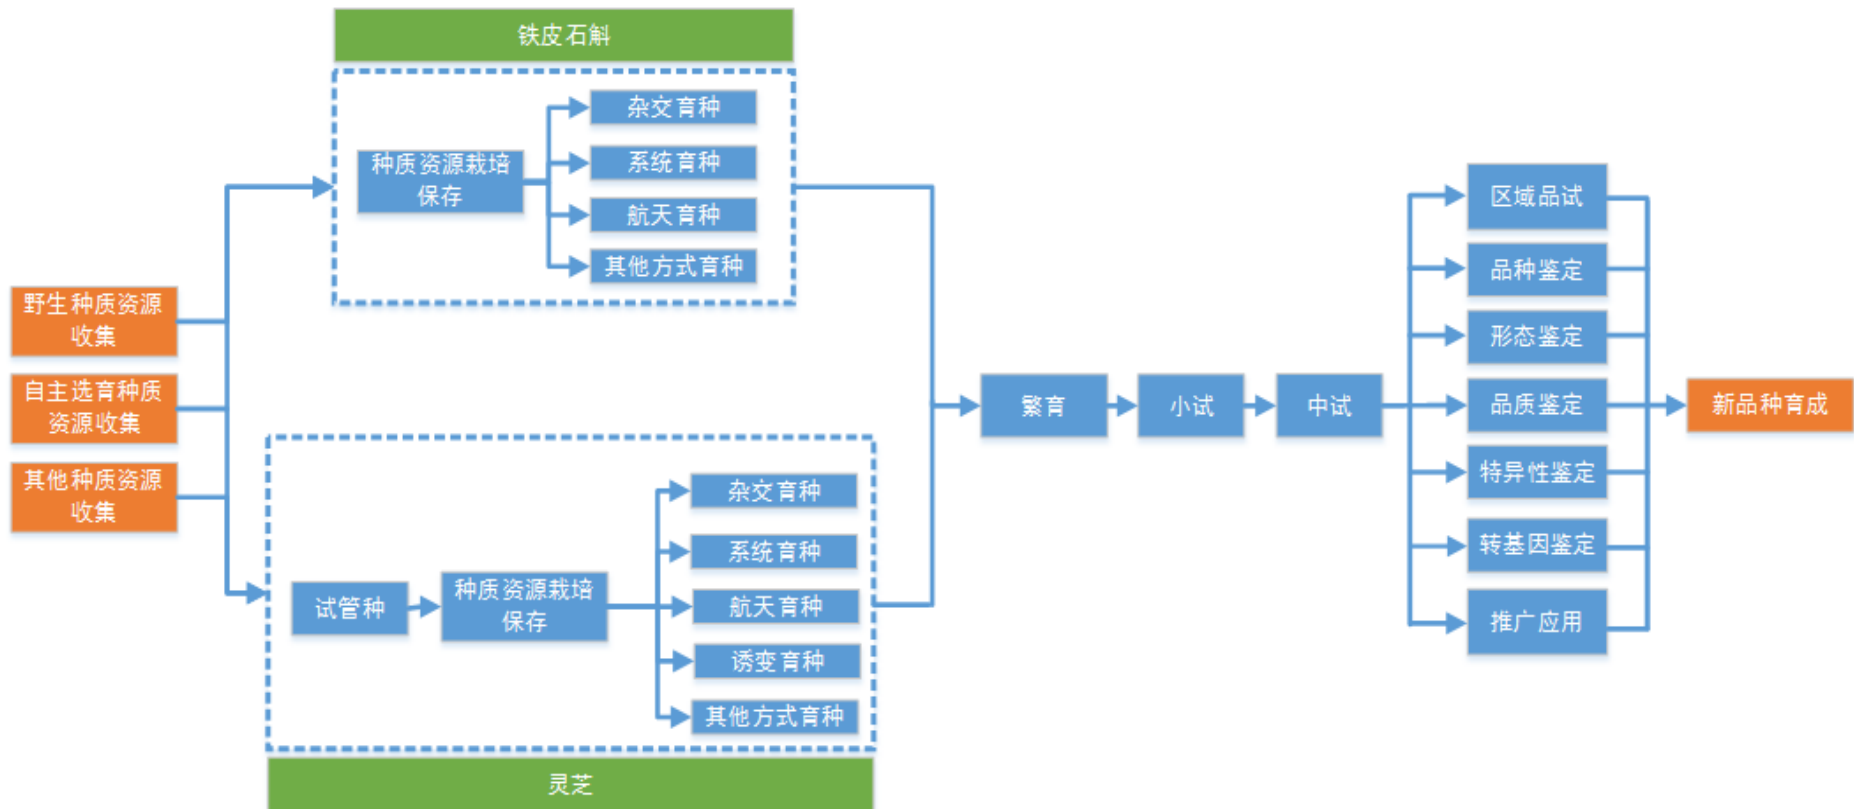 铁皮石斛
杂交育种
种质资源栽培
保存
系统育种
航天育种
其他方式育种
野生种质资源
收集
自主选育种质
资源收集
其他种质资源
收集
试管种
种质资源栽培
保存
杂交育种
系统育种
航天育种
诱变育种
其他方式育种
灵芝
繁育
小试
中试
区域品试
品种鉴定
形态鉴定
品质鉴定
特异性鉴定
转基因鉴定
推广应用
新品种育成